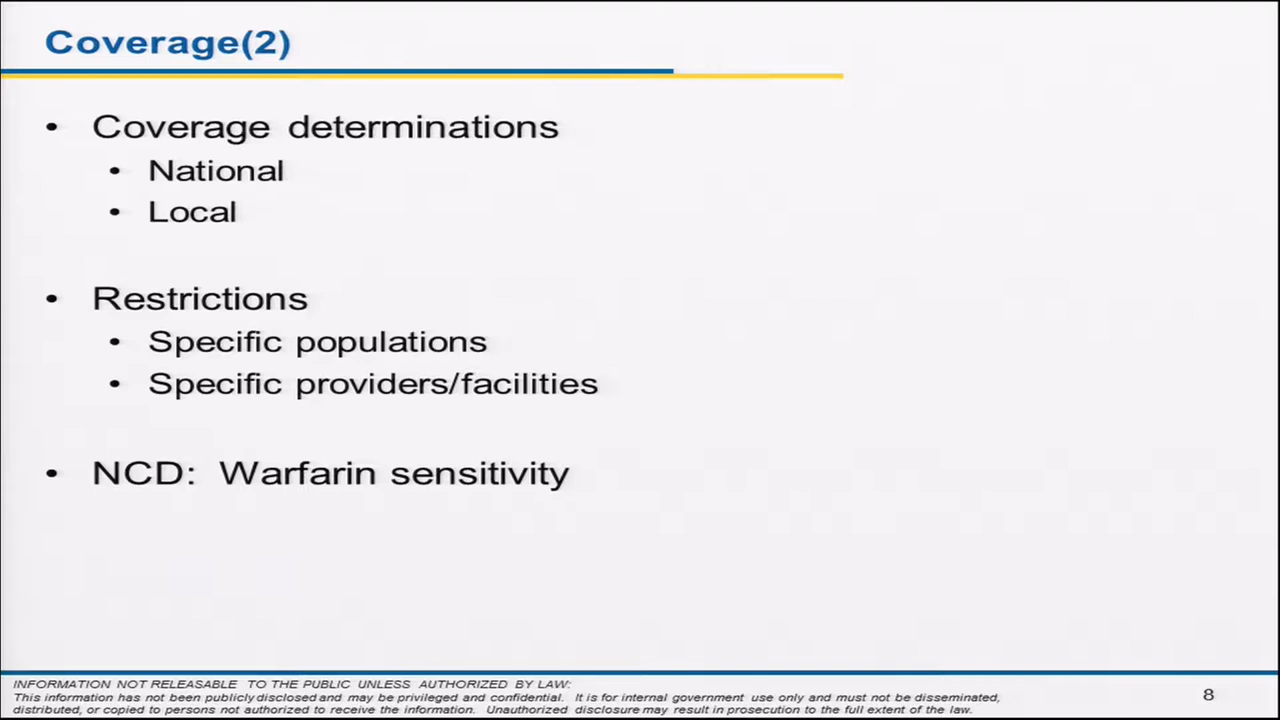 Coverage(2)
• Coverage determinations
• National
• Local
• Restrictions
• Specific populations
• Specific providers/facilities
• NCD: Warfarin sensitivity
INFORMATION NOT RELEASABLE TO THE PUBLIC UNLESS AUTHORIZED BY LAW:
This information has not been publicly disclosed and may be privileged and confidential. It is for internal government use only and must not be disseminated,
distributed, or copied to persons not authorized to receive the information. Unauthorized disclosure may result in prosecution to the full extent of the law.
8